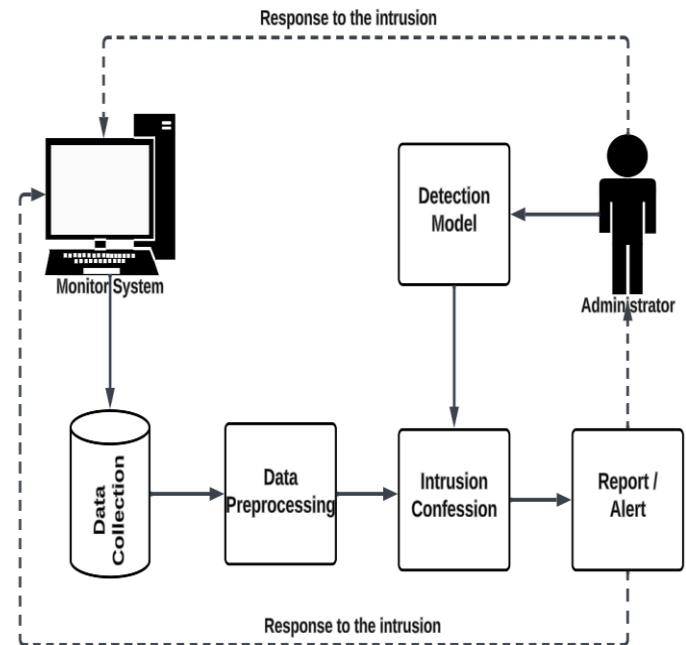 Response to the intrusion
Detection
Model
Monitor System
Administrator
Data
Collection
Data
Preprocessing
Intrusion
Confession
Report /
Alert
Response to the intrusion